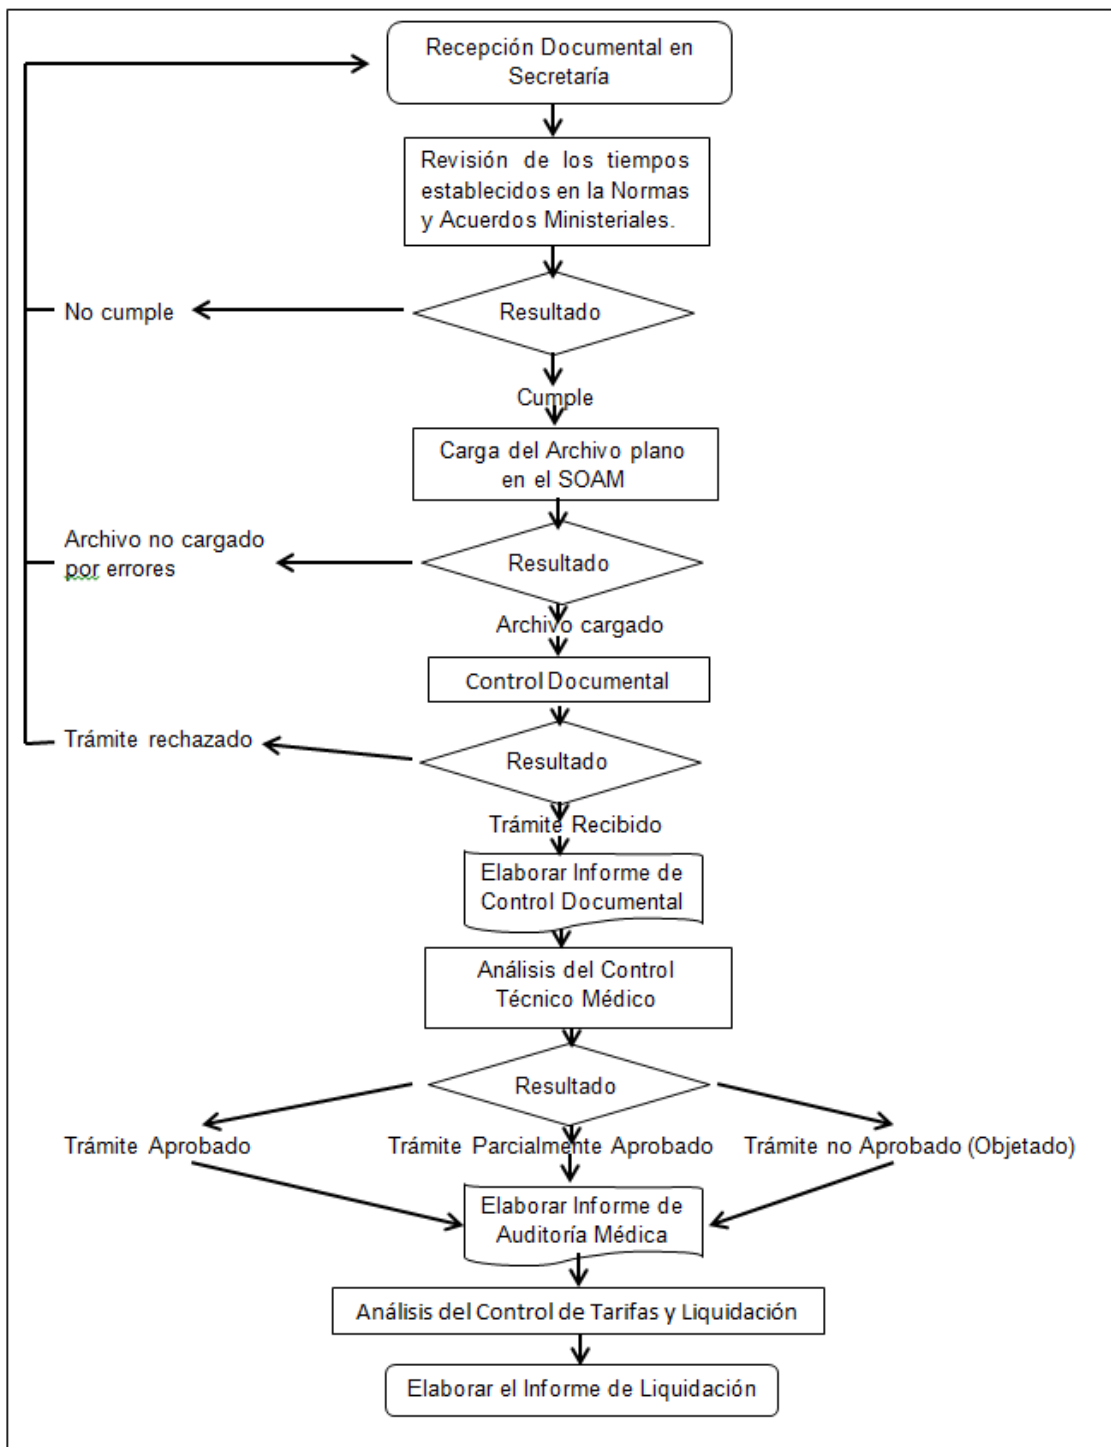 Recepción Documental en
Secretaría
Revisión de los tiempos
establecidos en la Normas
y Acuerdos Ministeriales.
No cumple
Resultado
Cumple
Carga del Archivo plano
en el SOAM
Archivo no cargado
por errores
Resultado
Archivo cargado
Control Documental
Trámite rechazado
Resultado
Trámite Recibido
Elaborar Informe de
Control Documental
Análisis del Control
Técnico Médico
Resultado
Trámite Aprobado
Trámite Parcialmente Aprobado
Trámite no Aprobado (Objetado)
Elaborar Informe de
Auditoría Médica
Análisis del Control de Tarifas y Liquidación
Elaborar el Informe de Liquidación